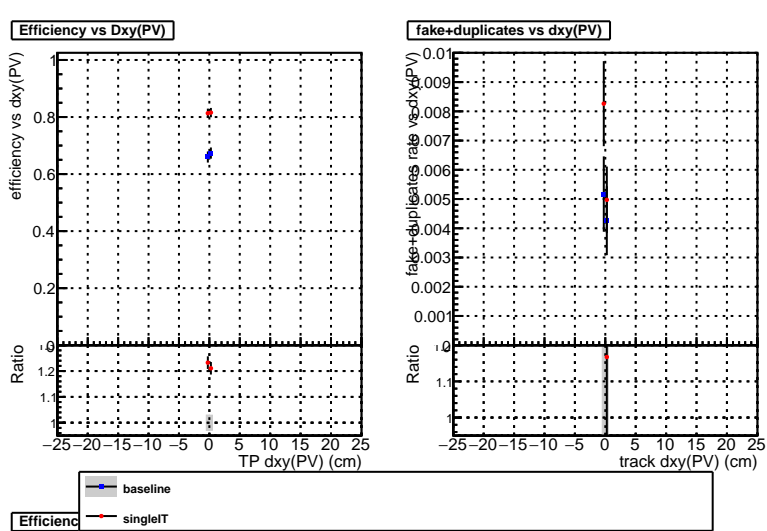 Efficiency vs Dxy(PV)
efficiency vs dxy(PV)
1
0.8
0.6
0.4
0.2
0
Ratio
1.2
1.1
1
−25 −20 −15 −10 −5 0 5 10 15 20 25
TP dxy(PV) (cm)
fake+duplicates vs dxy(PV)
fake+duplicates rate vs dxy(PV)
0.01
0.009
0.008
0.007
0.006
0.005
0.004
0.003
0.002
0.001
0
Ratio
1.1
1
−25 −20 −15 −10 −5 0 5 10 15 20 25
track dxy(PV) (cm)
baseline
singleIT
Efficienc